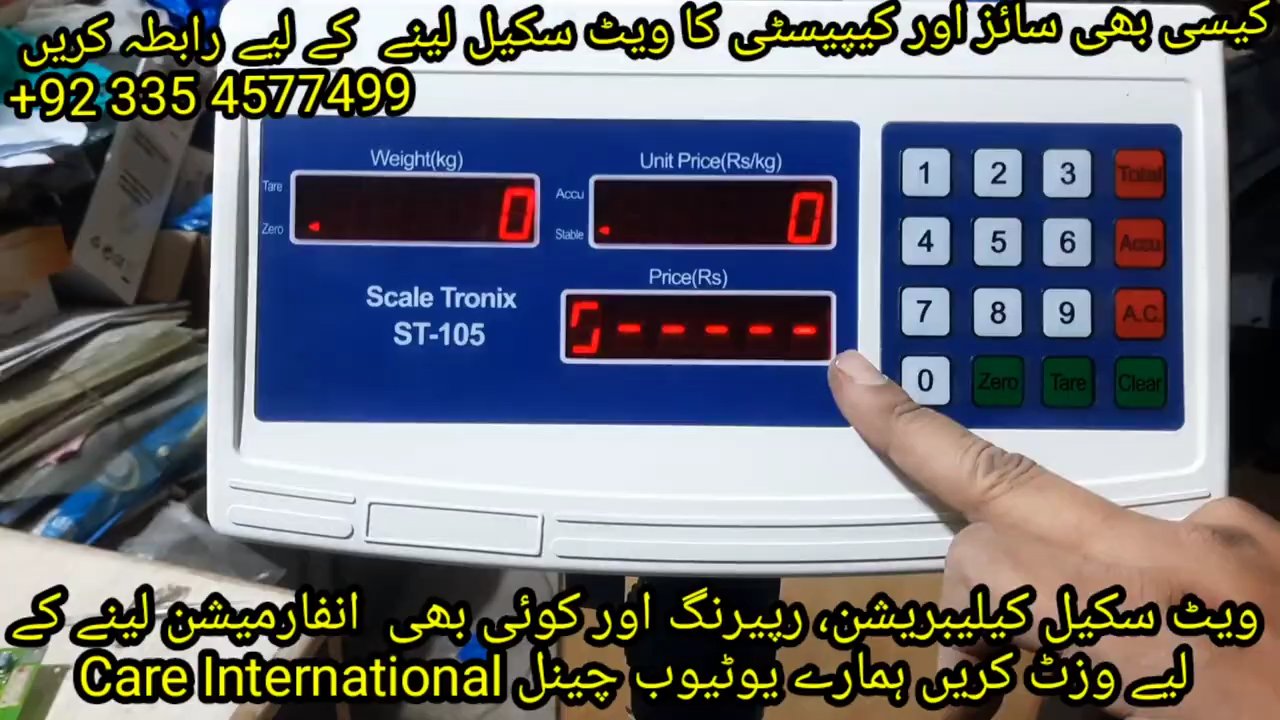 کیسی بھی سائز اور کیپیسٹی کا ویٹ سکیل لینے کے لیے رابطہ کریں
+92 335 4577499
Weight(kg)
Unit Price(Rs/kg)
Tare
Zero
0
Accu
Stable
0
Price(Rs)
-----
Scale Tronix
ST-105
1 2 3 Total
4 5 6 Accu
7 8 9 A.C.
0 Zero Tare Clear
ویٹ سکیل کیلیبریشن، رپیرنگ اور کوئی بھی انفارمیشن لینے کے
لیے وزٹ کریں ہمارے یوٹیوب چینل Care International